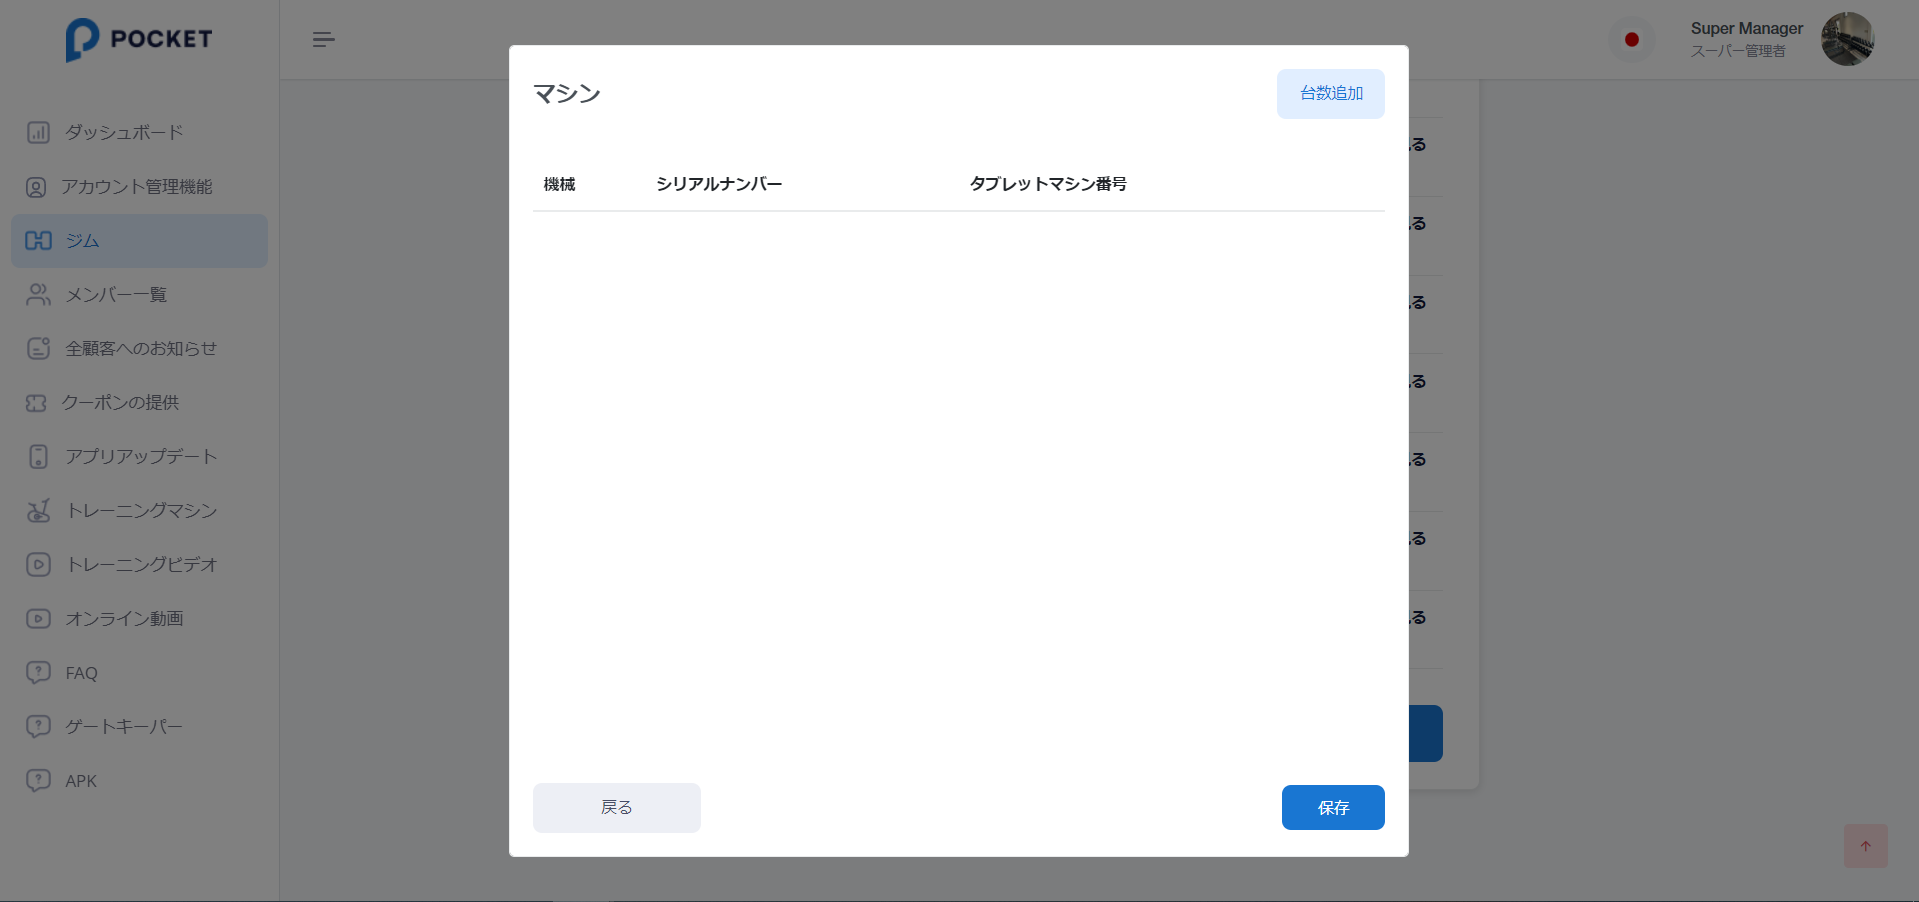 POCKET
Super Manager
スーパー管理者
ダッシュボード
アカウント管理機能
ジム
メンバー一覧
全顧客へのお知らせ
クーポンの提供
アプリアップデート
トレーニングマシン
トレーニングビデオ
オンライン動画
FAQ
ゲートキーパー
APK
マシン
台数追加
機械 シリアルナンバー タブレットマシン番号
戻る
保存
る
る
る
る
る
る
る